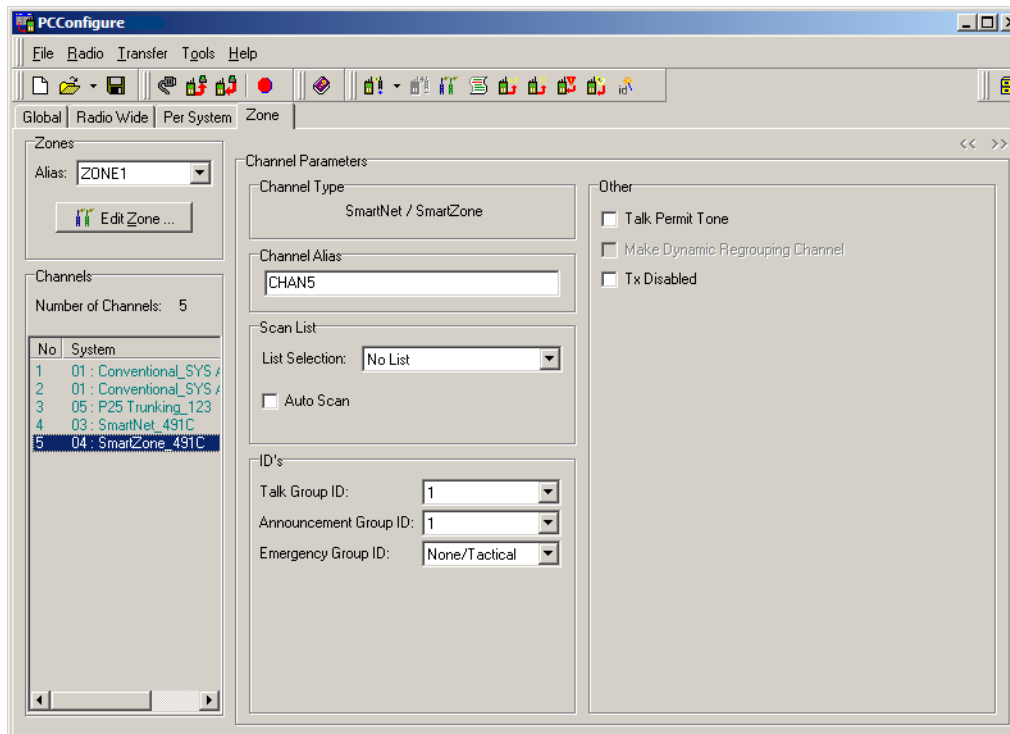 PCConfigure
File Radio Transfer Tools Help
id
Global Radio Wide Per System Zone
Zones
Alias: ZONE1
Edit Zone ...
Channels
Number of Channels: 5
No System
1 01 : Conventional_SYS A
2 01 : Conventional_SYS A
3 05 : P25 Trunking_123
4 03 : SmartNet_491C
5 04 : SmartZone_491C
<< >>
Channel Parameters
Channel Type
SmartNet / SmartZone
Channel Alias
CHAN5
Scan List
List Selection: No List
Auto Scan
ID's
Talk Group ID: 1
Announcement Group ID: 1
Emergency Group ID: None/Tactical
Other
Talk Permit Tone
Make Dynamic Regrouping Channel
Tx Disabled